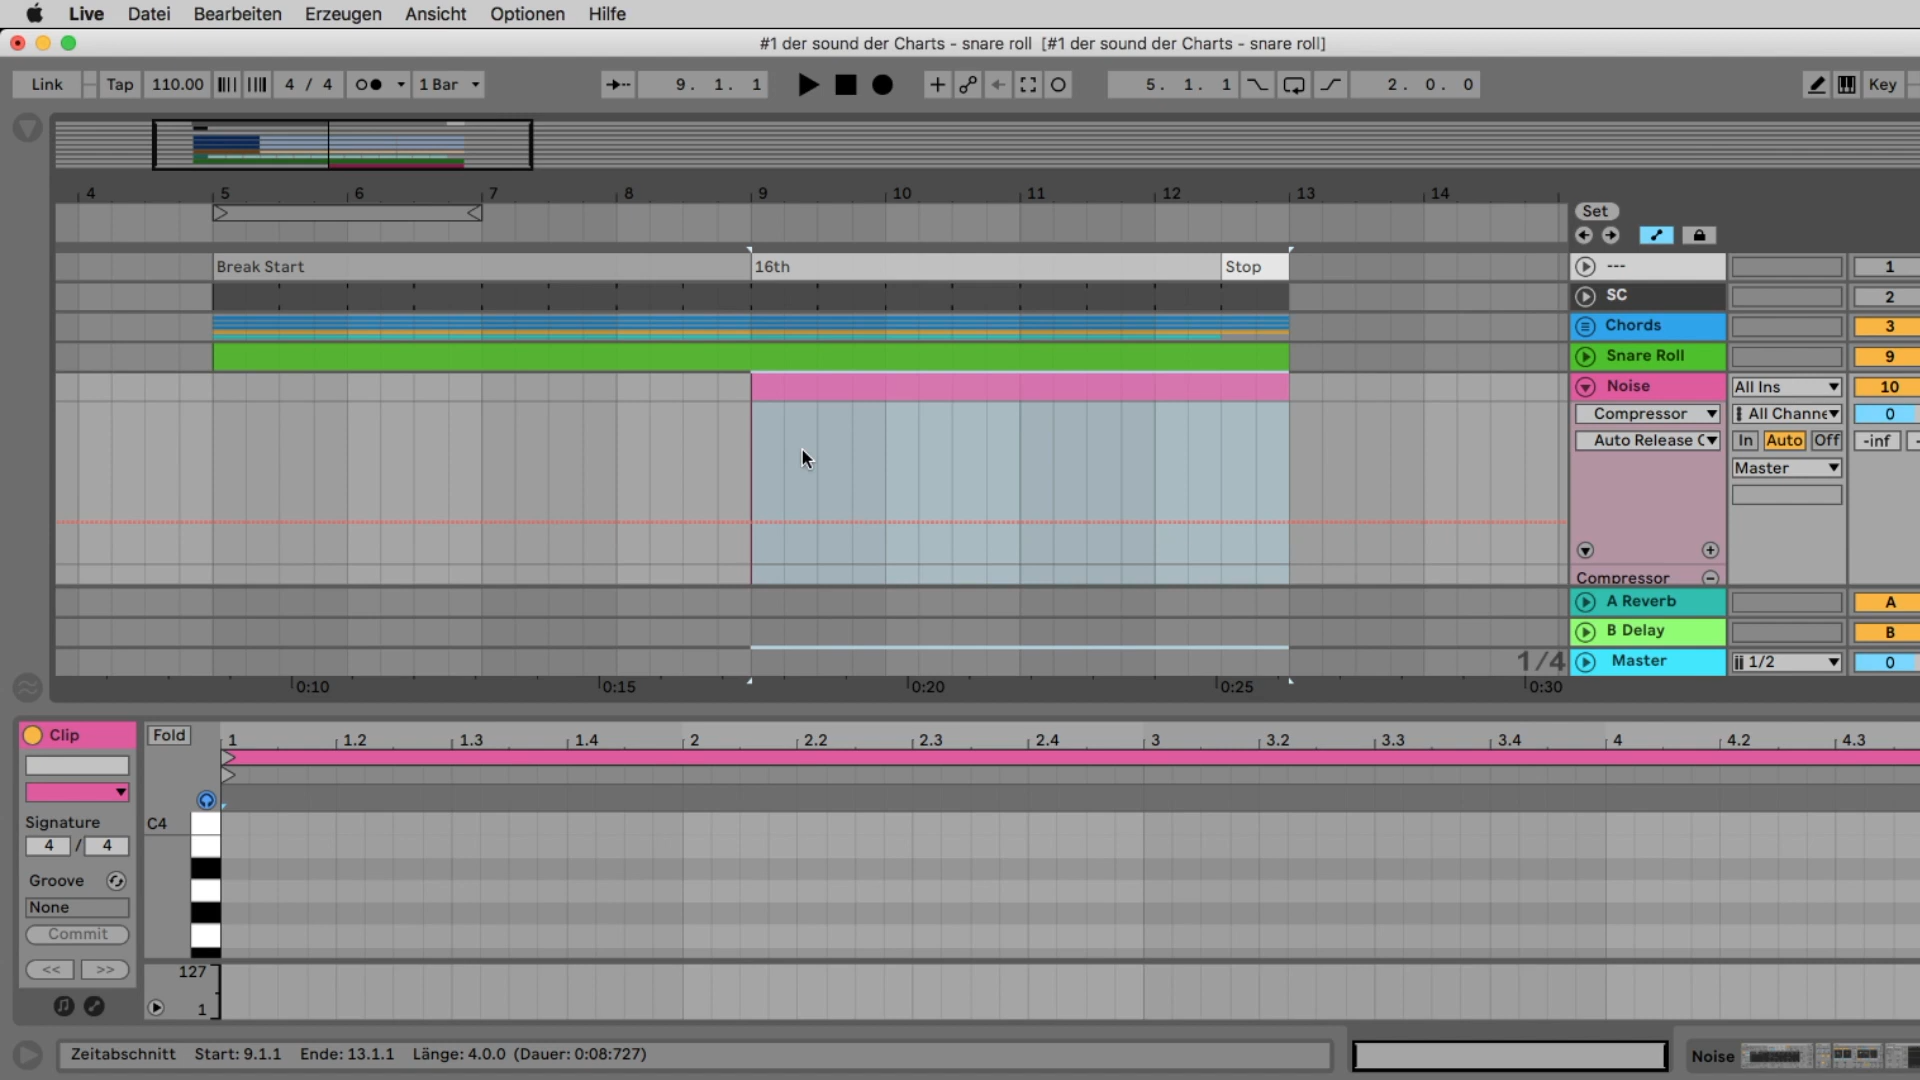 Live Datei Bearbeiten Erzeugen Ansicht Optionen Hilfe
#1 der sound der Charts - snare roll [#1 der sound der Charts - snare roll]
Link Tap 110.00 4 / 4 1 Bar 9. 1. 1 5. 1. 1 2. 0. 0 Key
4 5 6 7 8 9 10 11 12 13 14
Set
Break Start 16th Stop --- 1
SC 2
Chords 3
Snare Roll 9
Noise All Ins 10
Compressor All Channe 0
Auto Release C In Auto Off -inf
Master
Compressor
A Reverb A
B Delay B
1/4 Master 1/2 0
0:10 0:15 0:20 0:25 0:30
Clip Fold 1 1.2 1.3 1.4 2 2.2 2.3 2.4 3 3.2 3.3 3.4 4 4.2 4.3
Signature C4
4 / 4
Groove
None
Commit
<< >> 127
1
Zeitabschnitt Start: 9.1.1 Ende: 13.1.1 Länge: 4.0.0 (Dauer: 0:08:727) Noise